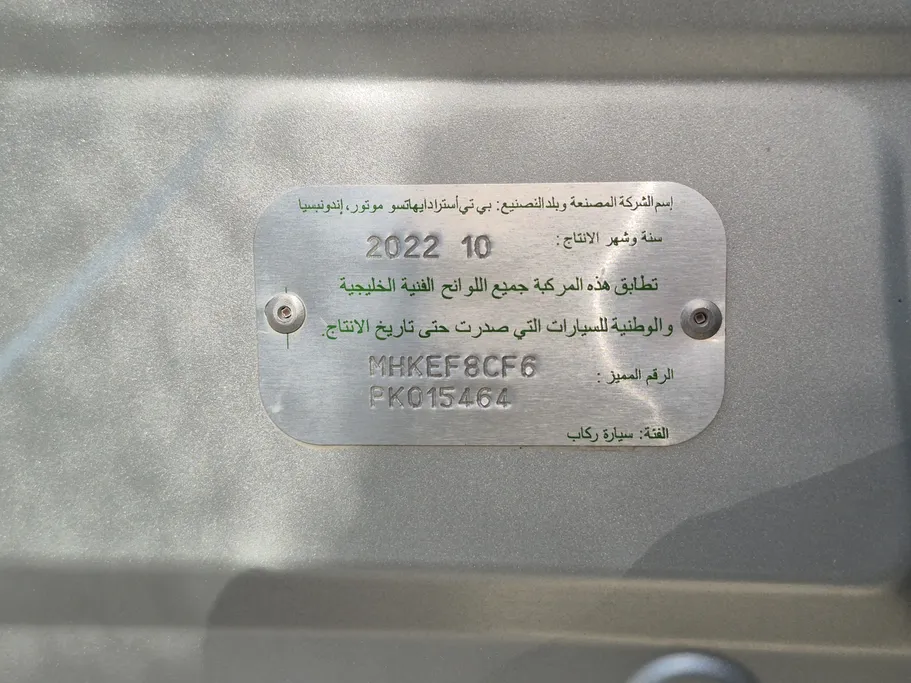 إسم الشركة المصنعة وبلد التصنيع: بي تي أسترا دايهاتسو موتور، إندونيسيا
سنة وشهر الانتاج: 2022 10
تطابق هذه المركبة جميع اللوائح الفنية الخليجية
والوطنية للسيارات التي صدرت حتى تاريخ الانتاج.
الرقم المميز: MHKEF8CF6
PK015464
الفئة: سيارة ركاب